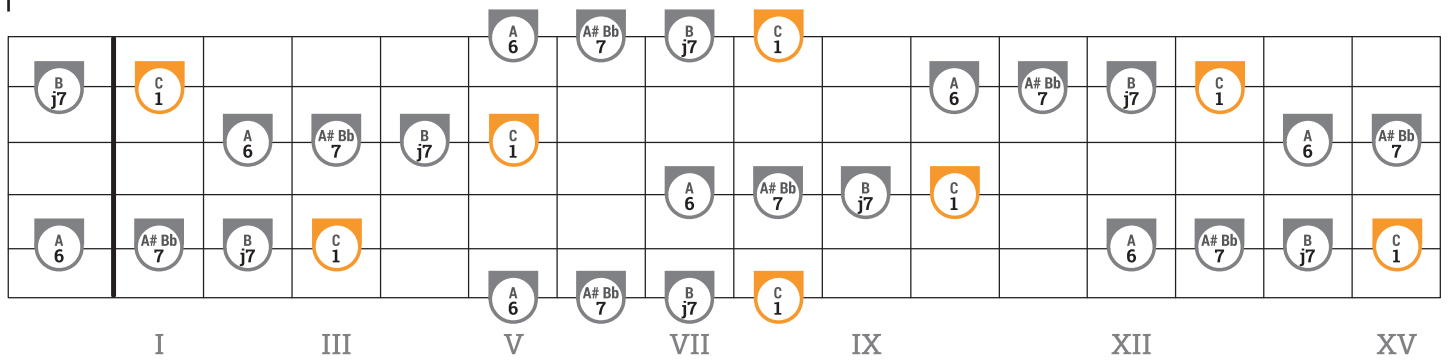 A 6 A# Bb 7 B j7 C 1
B j7 C 1 A 6 A# Bb 7 B j7 C 1
A 6 A# Bb 7 B j7 C 1 A 6 A# Bb 7
A 6 A# Bb 7 B j7 C 1
A 6 A# Bb 7 B j7 C 1 A 6 A# Bb 7 B j7 C 1
A 6 A# Bb 7 B j7 C 1
I III V VII IX XII XV